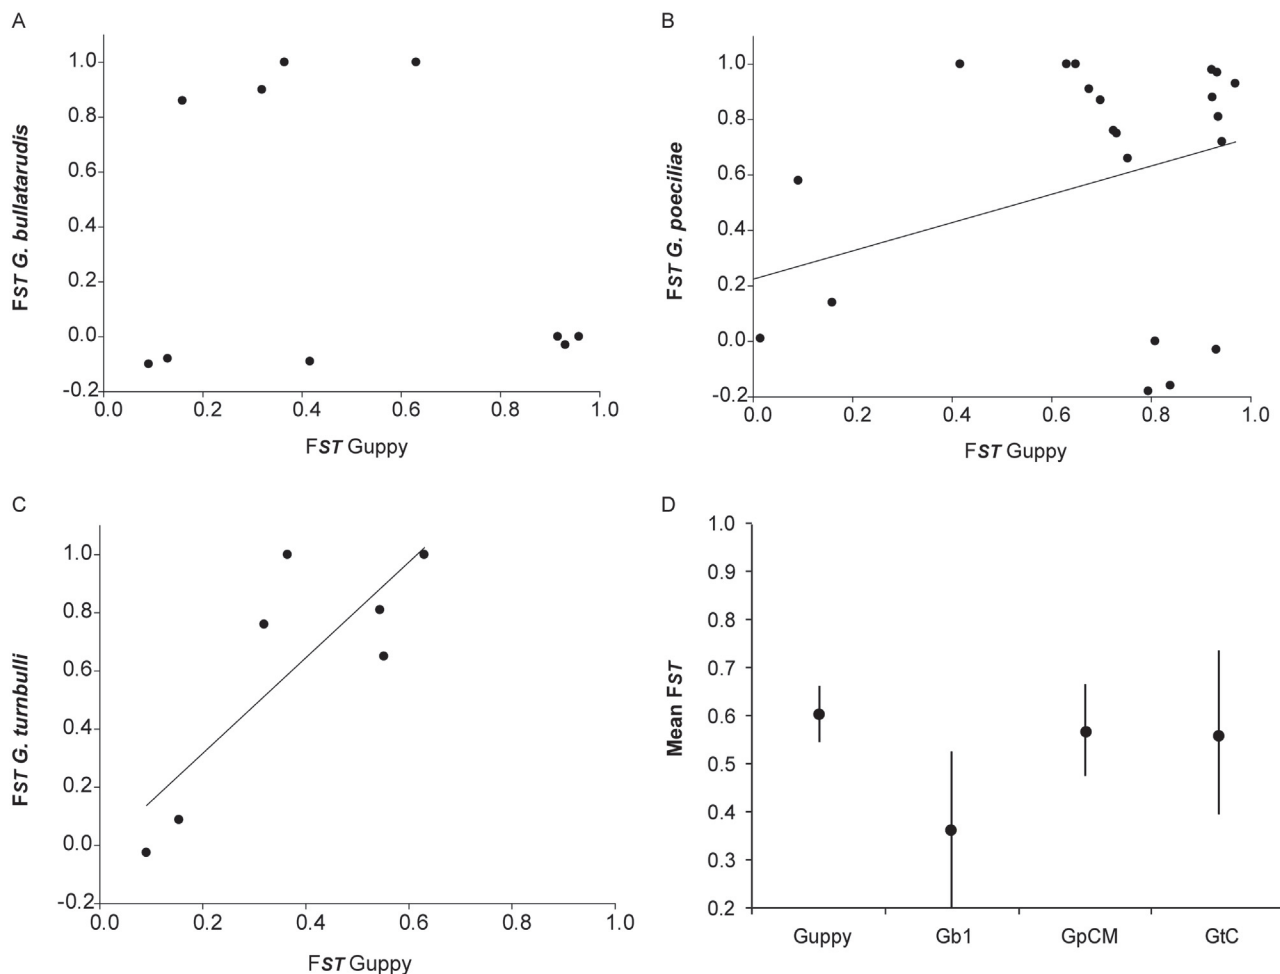 A
1.0
0.8
0.6
0.4
0.2
0.0
-0.2
0.0 0.2 0.4 0.6 0.8 1.0
FST G. bullatarudis
FST Guppy
B
1.0
0.8
0.6
0.4
0.2
0.0
-0.2
0.0 0.2 0.4 0.6 0.8 1.0
FST G. poeciliae
FST Guppy
C
1.0
0.8
0.6
0.4
0.2
0.0
-0.2
0.0 0.2 0.4 0.6 0.8 1.0
FST G. turnbulli
FST Guppy
D
1.0
0.9
0.8
0.7
0.6
0.5
0.4
0.3
0.2
Mean FST
Guppy Gb1 GpCM GtC